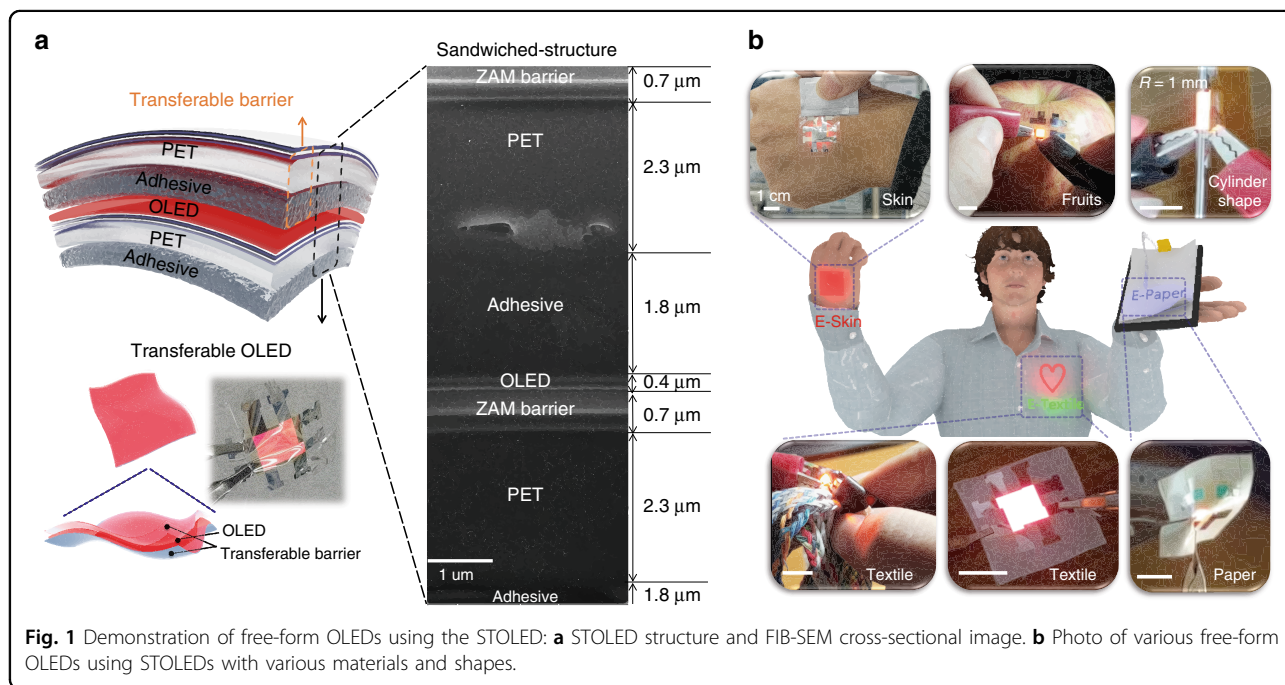 a
Sandwiched-structure
Transferable barrier
PET
Adhesive
OLED
PET
Adhesive
Transferable OLED
OLED
Transferable barrier
ZAM barrier
0.7 μm
PET
2.3 μm
Adhesive
1.8 μm
OLED
0.4 μm
ZAM barrier
0.7 μm
PET
2.3 μm
1 um
Adhesive
1.8 μm
b
1 cm
Skin
Fruits
R = 1 mm
Cylinder
shape
E-Skin
E-Textile
E-Paper
Textile
Textile
Paper
Fig. 1 Demonstration of free-form OLEDs using the STOLED: a STOLED structure and FIB-SEM cross-sectional image. b Photo of various free-form
OLEDs using STOLEDs with various materials and shapes.